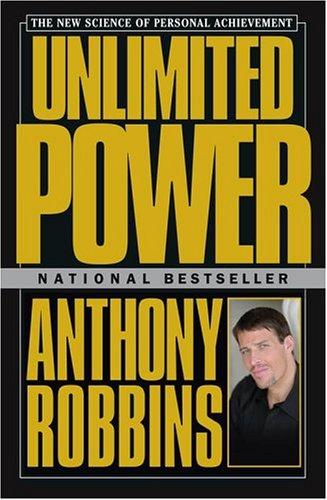 THE NEW SCIENCE OF PERSONAL ACHIEVEMENT
UNLIMITED
POWER
NATIONAL BESTSELLER
ANTHONY
ROBBINS